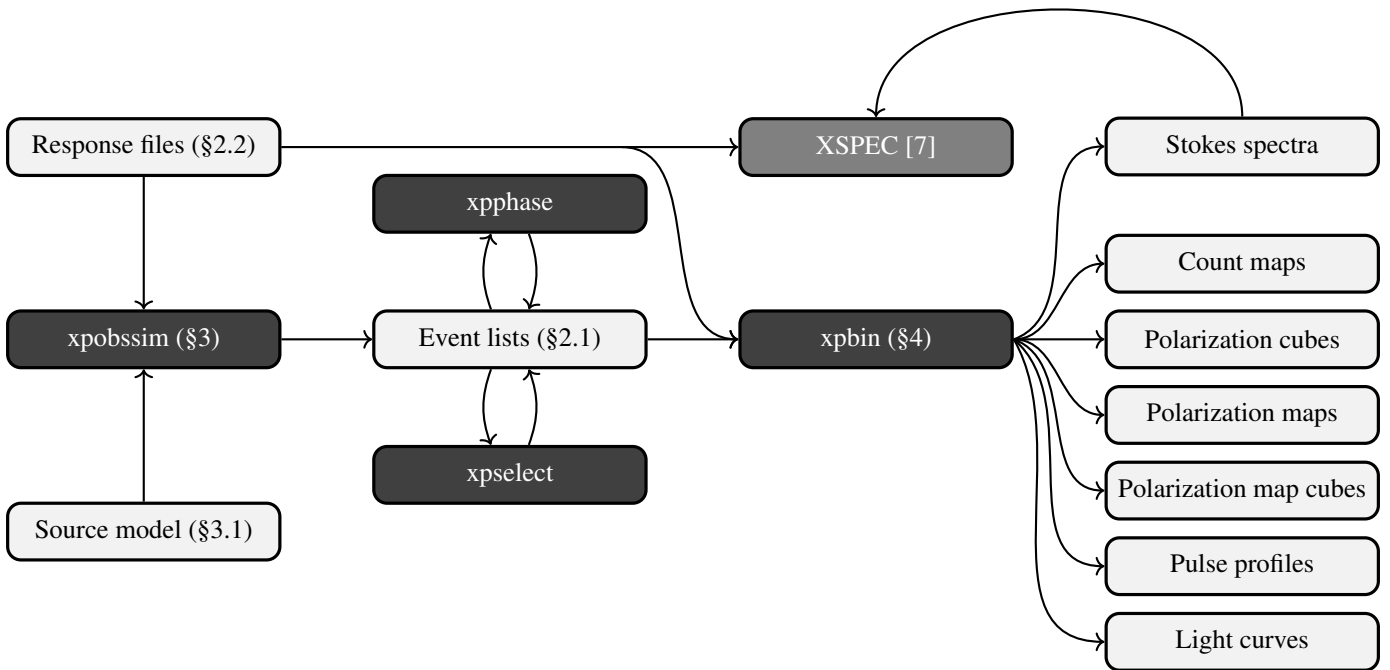 Response files (§2.2)
XSPEC [7]
Stokes spectra
xpphase
Count maps
xpobssim (§3)
Event lists (§2.1)
xpbin (§4)
Polarization cubes
Polarization maps
xpselect
Polarization map cubes
Source model (§3.1)
Pulse profiles
Light curves